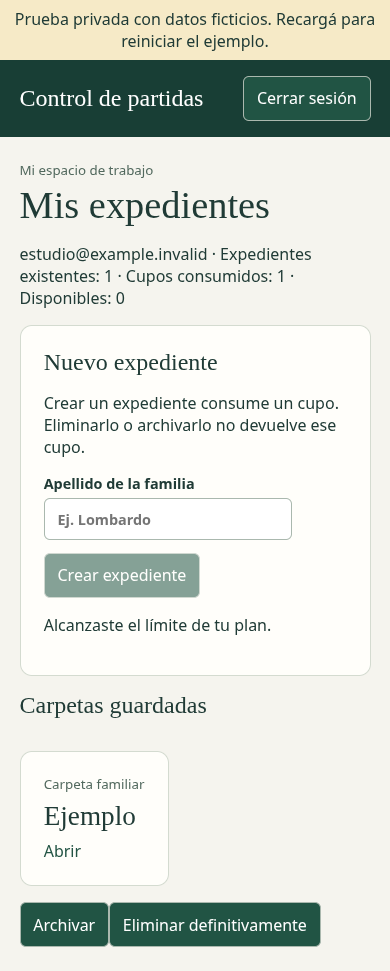 Prueba privada con datos ficticios. Recargá para
reiniciar el ejemplo.
Control de partidas
Cerrar sesión
Mi espacio de trabajo
Mis expedientes
estudio@example.invalid · Expedientes
existentes: 1 · Cupos consumidos: 1 ·
Disponibles: 0
Nuevo expediente
Crear un expediente consume un cupo.
Eliminarlo o archivarlo no devuelve ese
cupo.
Apellido de la familia
Ej. Lombardo
Crear expediente
Alcanzaste el límite de tu plan.
Carpetas guardadas
Carpeta familiar
Ejemplo
Abrir
Archivar
Eliminar definitivamente